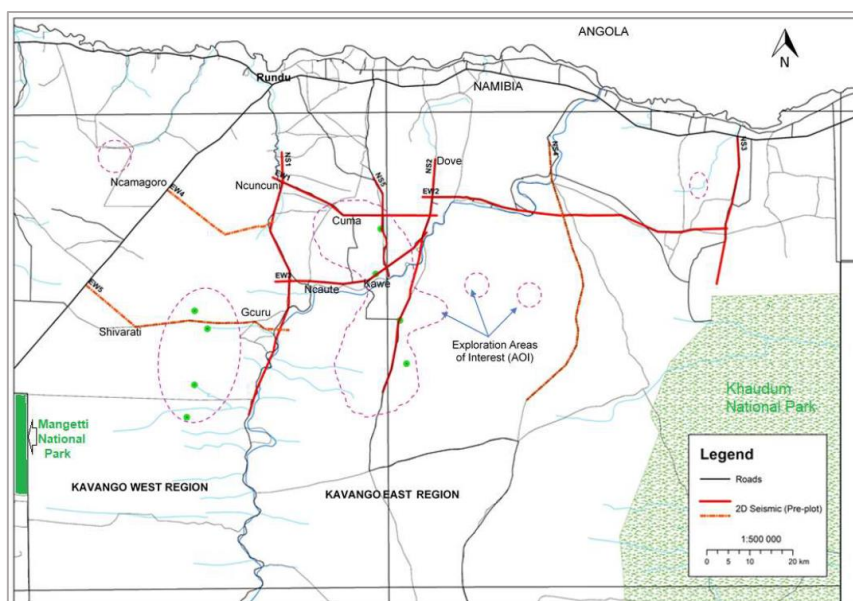 ANGOLA
N
Rundu
NAMIBIA
NS1
NS5
NS2
Dove
NS4
NS3
Ncamagoro
EW4
Ncuncuni
EW1
EW2
Cuma
EW5
EW3
Ncaute
Kawe
Shivarati
Gcuru
Exploration Areas
of Interest (AOI)
Khaudum
National Park
Mangetti
National
Park
KAVANGO WEST REGION
KAVANGO EAST REGION
Legend
Roads
2D Seismic (Pre-plot)
1:500 000
0 5 10 20 km